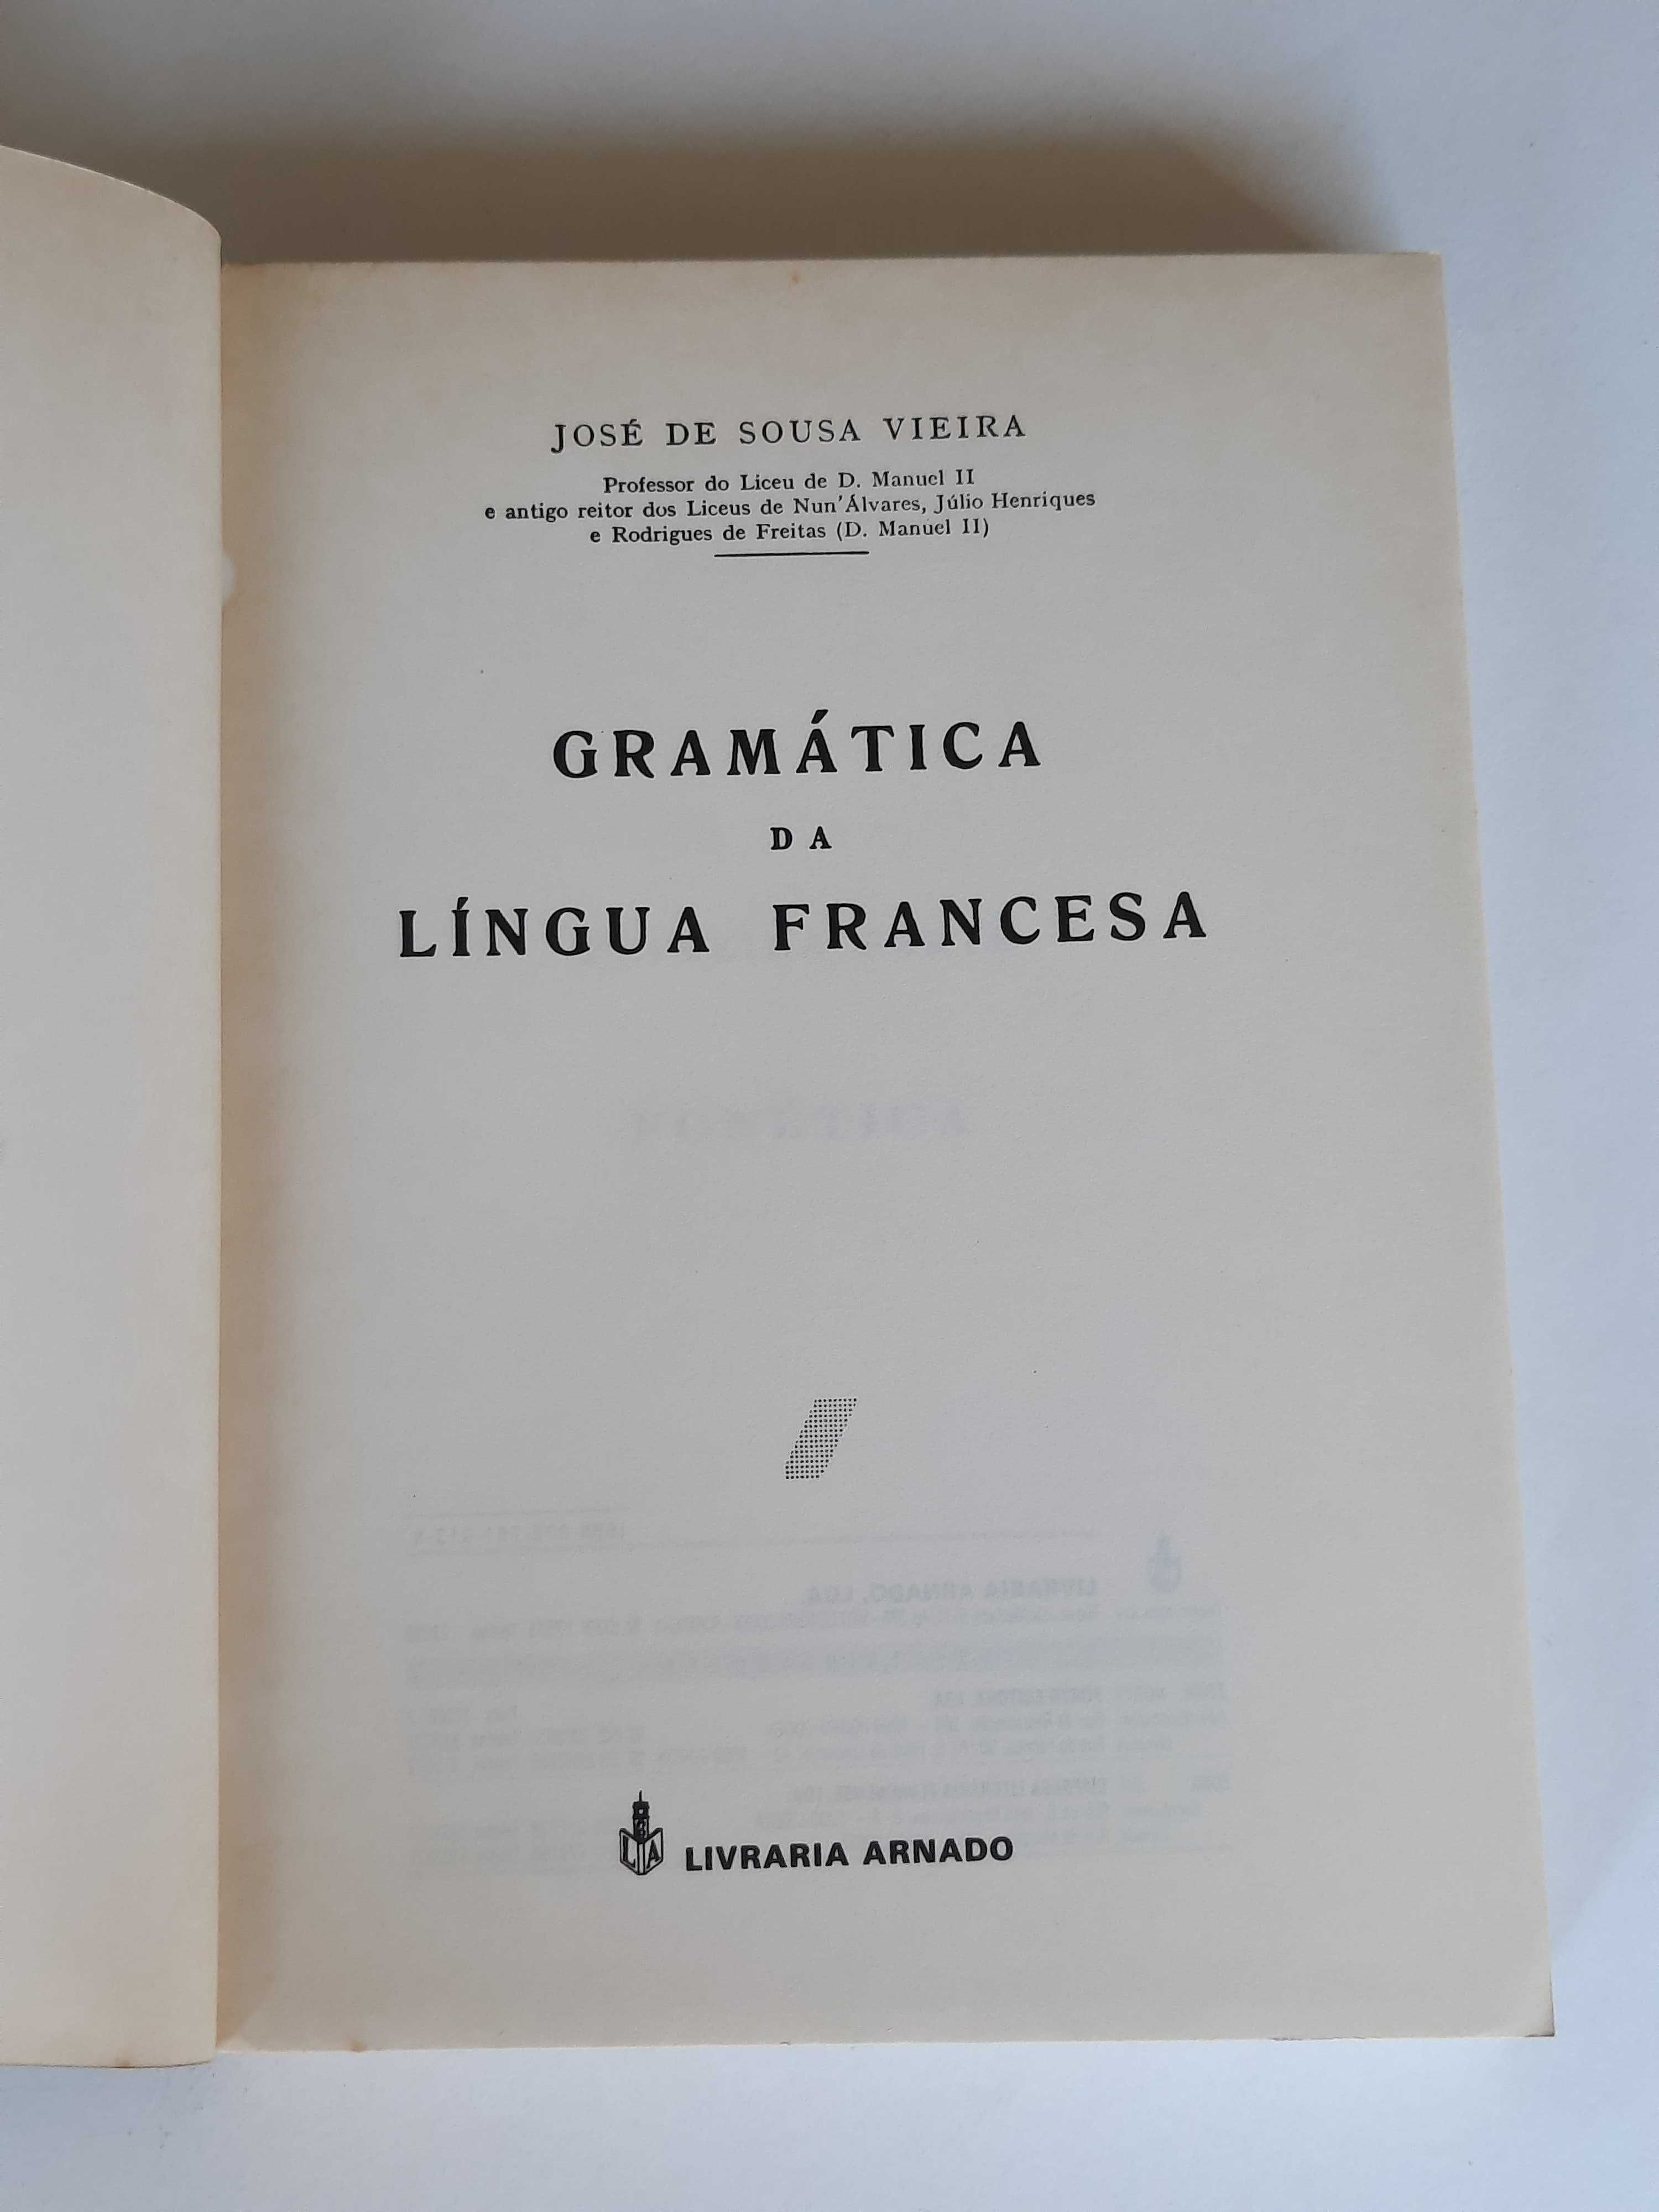 JOSÉ DE SOUSA VIEIRA
Professor do Liceu de D. Manuel II
e antigo reitor dos Liceus de Nun'Álvares, Júlio Henriques
e Rodrigues de Freitas (D. Manuel II)
GRAMÁTICA
DA
LÍNGUA FRANCESA
LA
LIVRARIA ARNADO